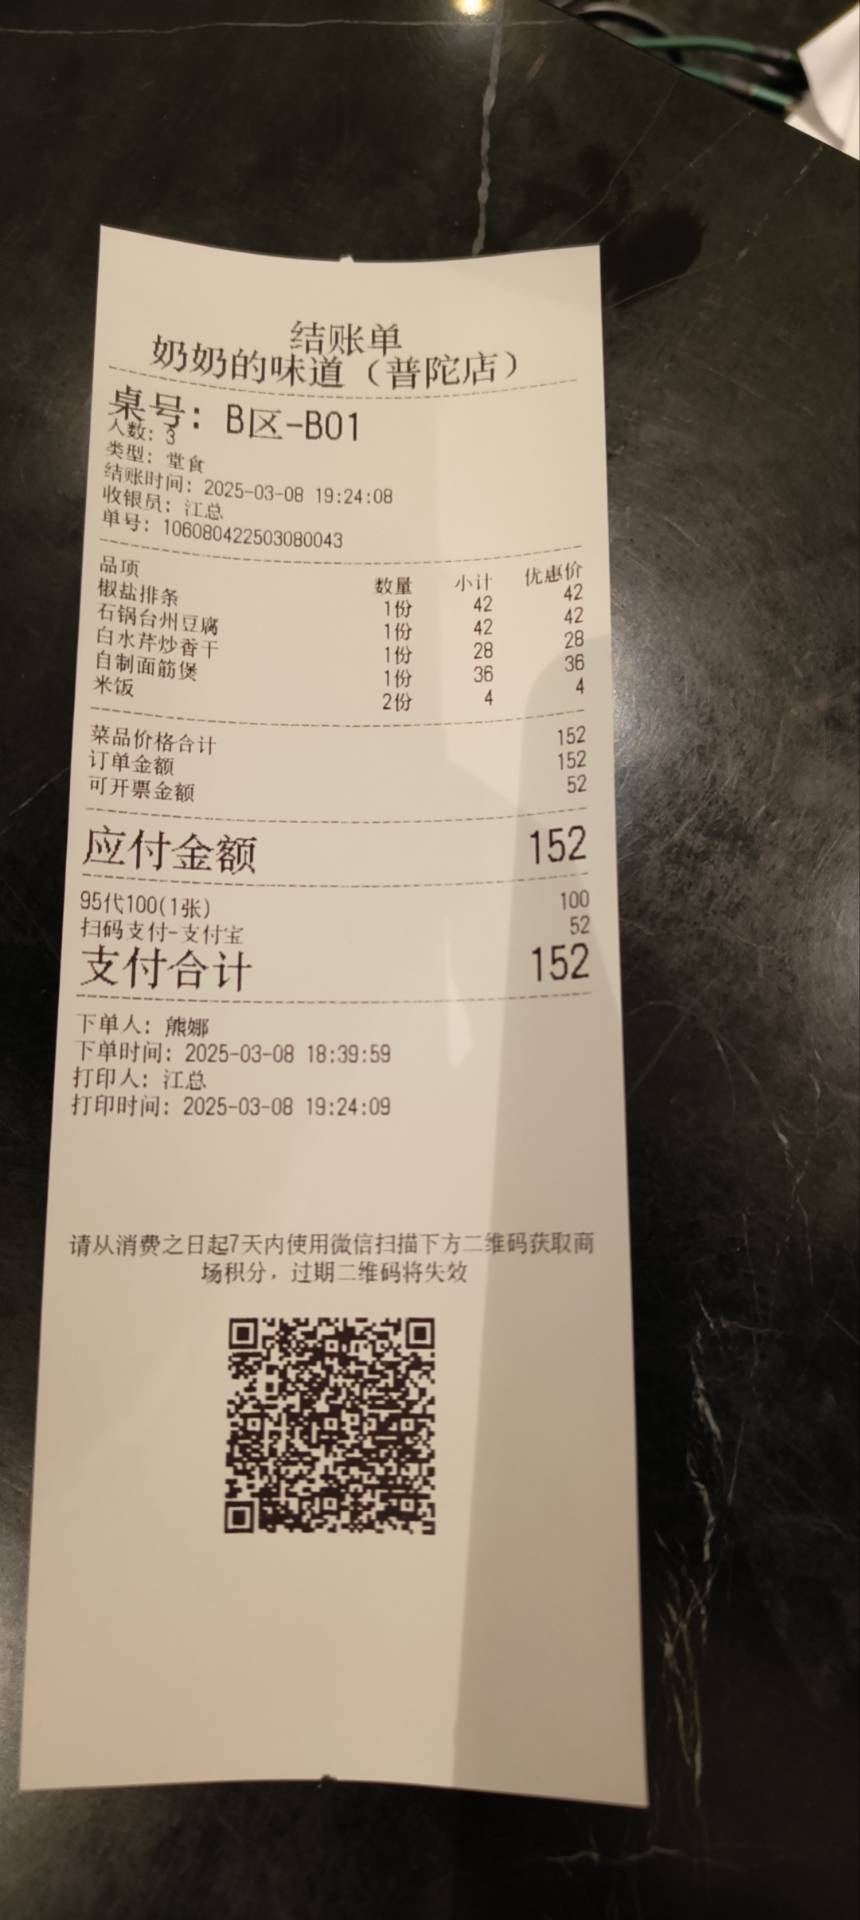 结账单
奶奶的味道（普陀店）
桌号：B区-B01
人数：3
类型：堂食
结账时间：2025-03-08 19:24:08
收银员：江总
单号：106080422503080043
品项 数量 小计 优惠价
椒盐排条 1份 42 42
石锅台州豆腐 1份 42 42
白水芹炒香干 1份 28 28
自制面筋煲 1份 36 36
米饭 2份 4 4
菜品价格合计 152
订单金额 152
可开票金额 52
应付金额 152
95代100(1张) 100
扫码支付-支付宝 52
支付合计 152
下单人：熊娜
下单时间：2025-03-08 18:39:59
打印人：江总
打印时间：2025-03-08 19:24:09
请从消费之日起7天内使用微信扫描下方二维码获取商
场积分，过期二维码将失效